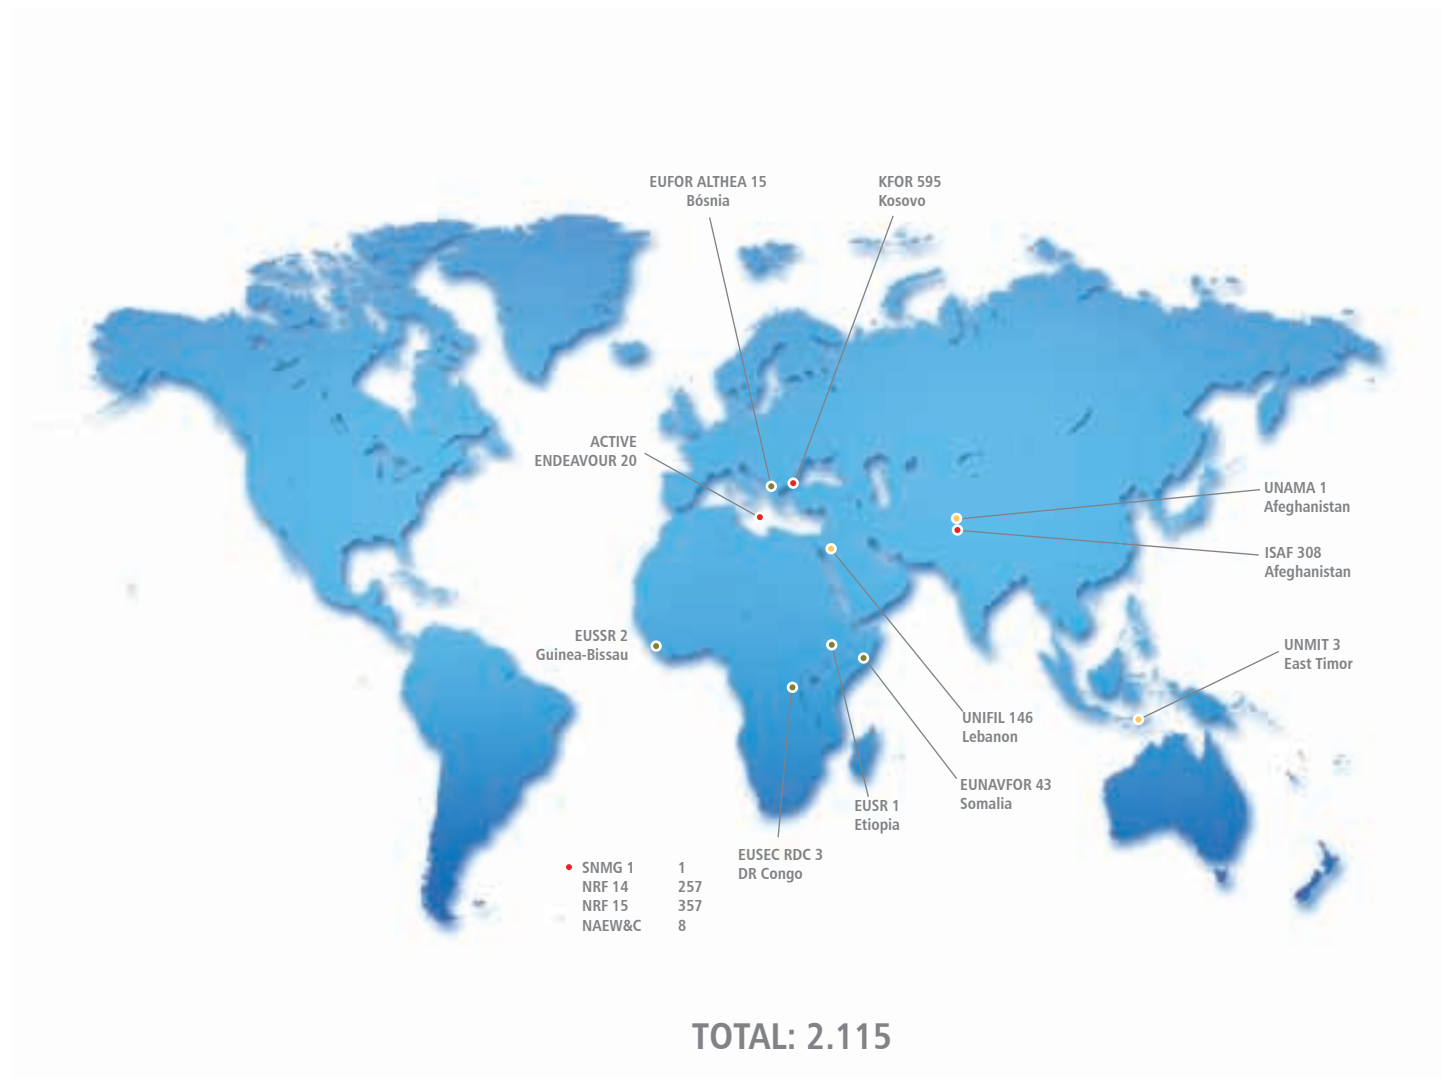 EUFOR ALTHEA 15
Bósnia
KFOR 595
Kosovo
ACTIVE
ENDEAVOUR 20
UNAMA 1
Afeghanistan
ISAF 308
Afeghanistan
EUSSR 2
Guinea-Bissau
UNMIT 3
East Timor
UNIFIL 146
Lebanon
EUNAVFOR 43
Somalia
EUSR 1
Etiopia
EUSEC RDC 3
DR Congo
SNMG 1 1
NRF 14 257
NRF 15 357
NAEW&C 8
TOTAL: 2.115